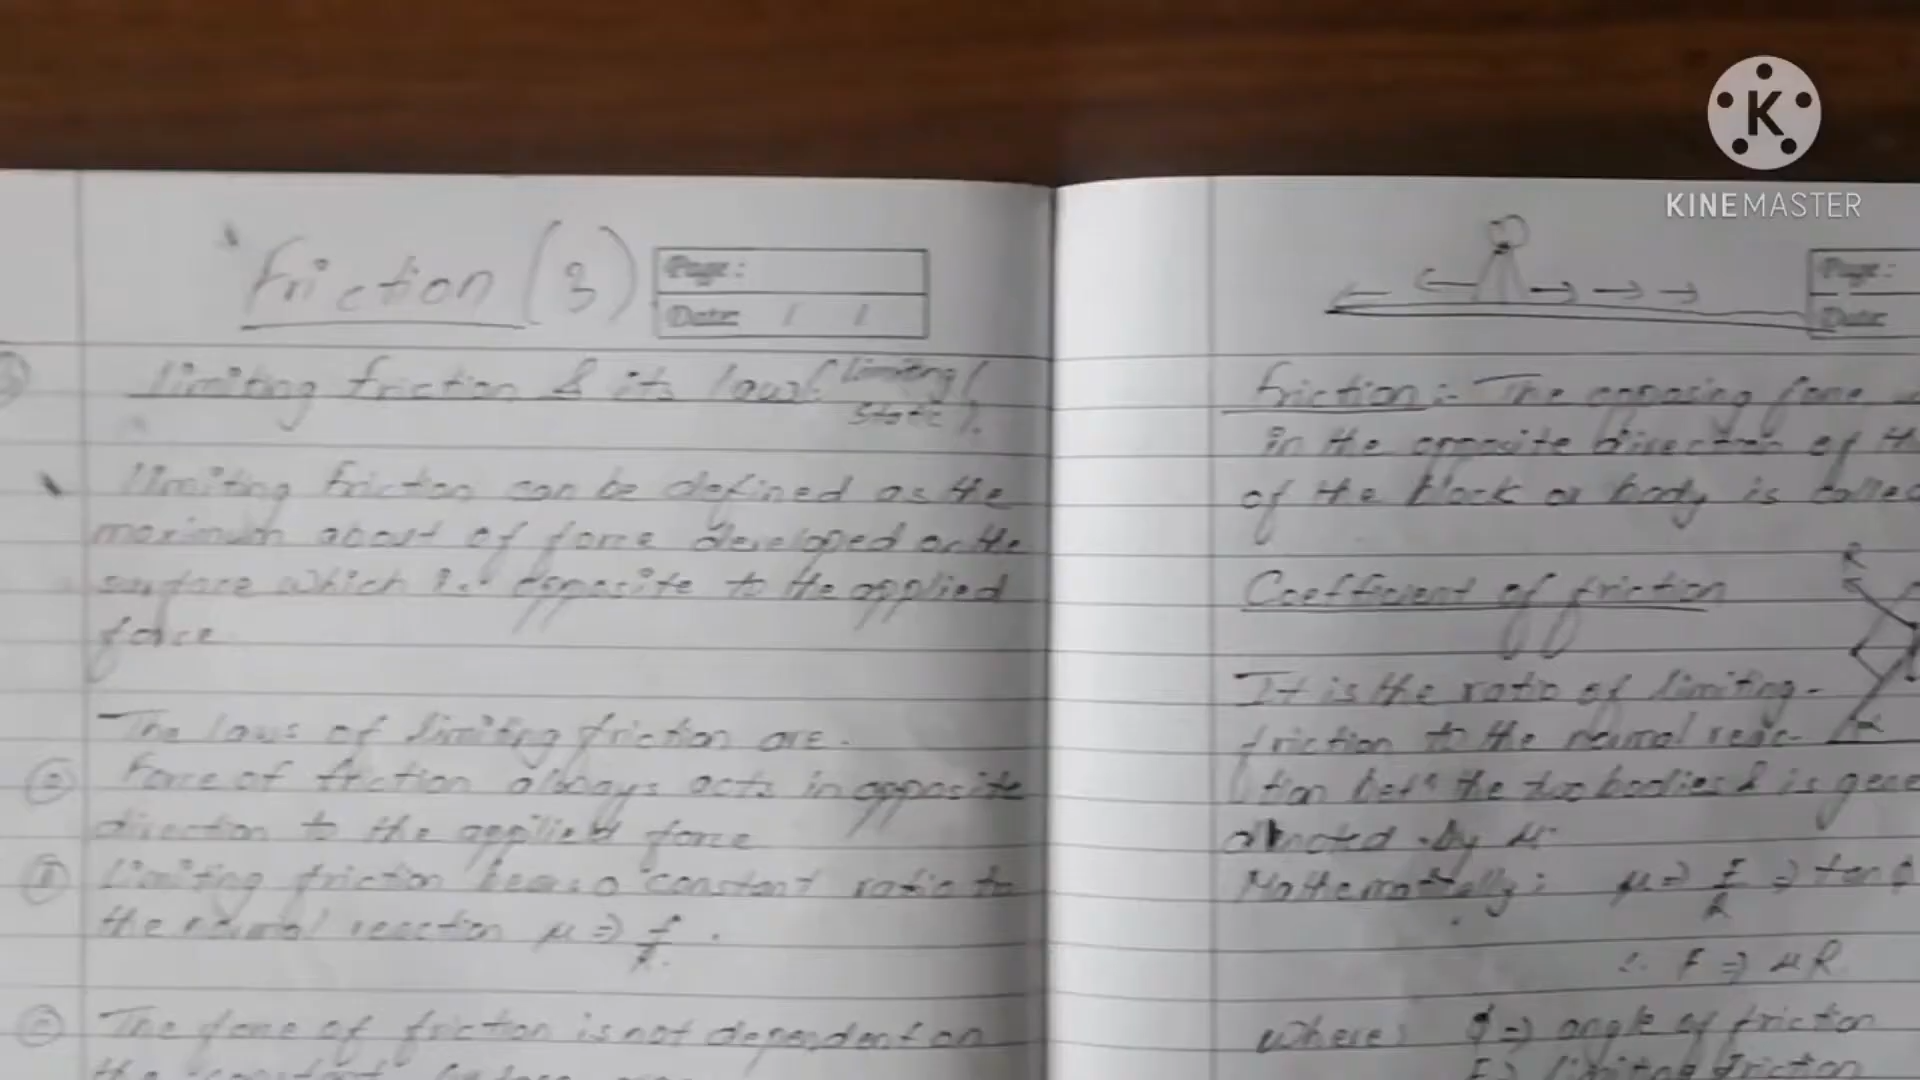 Friction (3)
Page:
Date / /
Limiting friction & its laws (limiting
static).
Limiting friction can be defined as the
maximum about of force developed on the
surface which is opposite to the applied
force
The laws of limiting friction are.
Force of friction always acts in opposite
direction to the applied force
Limiting friction bears a constant ratio to
the normal reaction μ ⇒ f/R.
The force of friction is not dependent on
the
K
KINEMASTER
Page:
Date
Friction:- The opposing force
in the opposite direction of
of the block or body is called
Coefficient of friction
R
It is the ratio of limiting-
friction to the normal reac-
α
tion betn the two bodies & is gene
denoted by μ.
Mathematically: μ ⇒ F/R ⇒ tan φ
∴ F ⇒ μR
where: φ ⇒ angle of friction
F ⇒ limiting friction